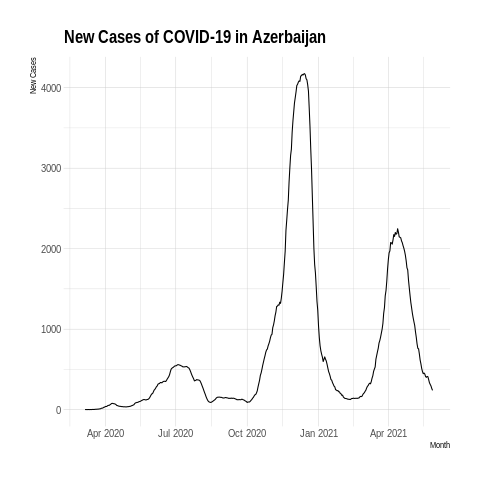 New Cases of COVID-19 in Azerbaijan
New Cases
4000
3000
2000
1000
0
Apr 2020 Jul 2020 Oct 2020 Jan 2021 Apr 2021
Month